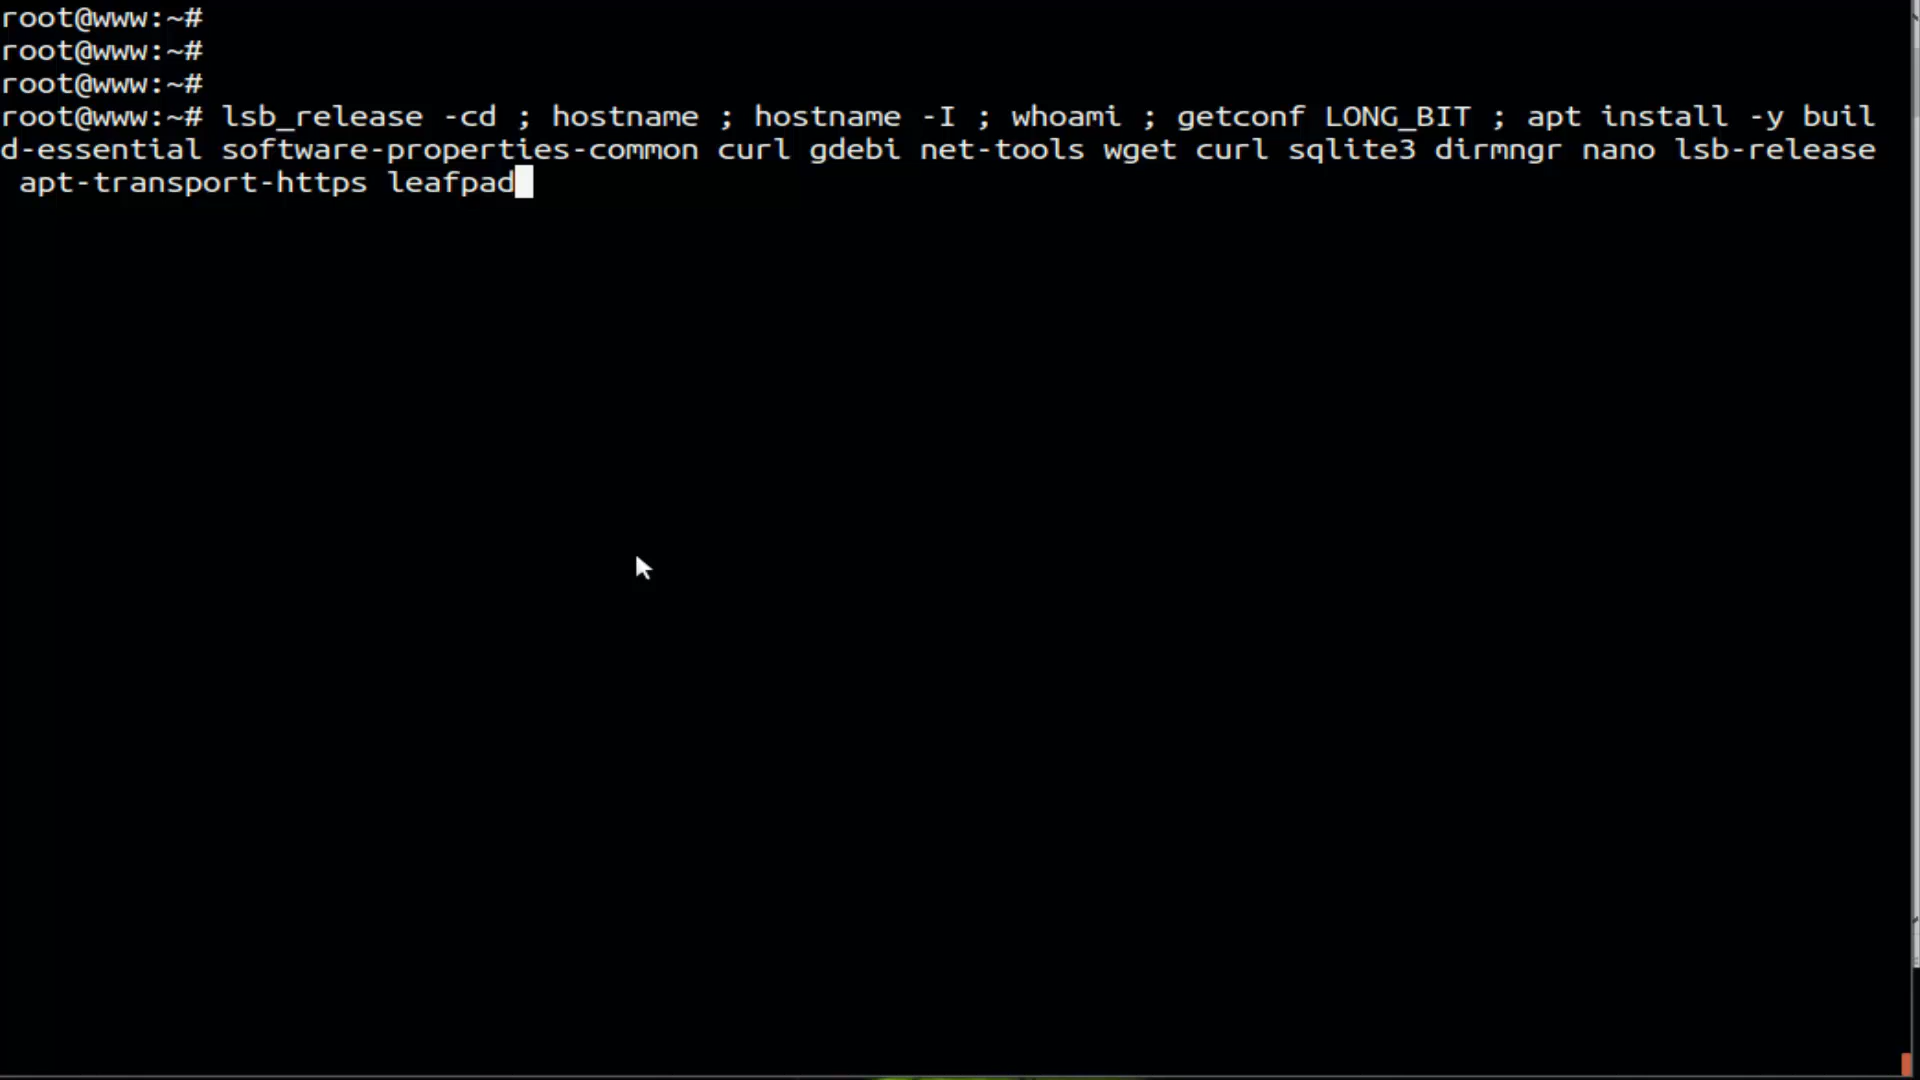 root@www:~#
root@www:~#
root@www:~#
root@www:~# lsb_release -cd ; hostname ; hostname -I ; whoami ; getconf LONG_BIT ; apt install -y buil
d-essential software-properties-common curl gdebi net-tools wget curl sqlite3 dirmngr nano lsb-release
 apt-transport-https leafpad